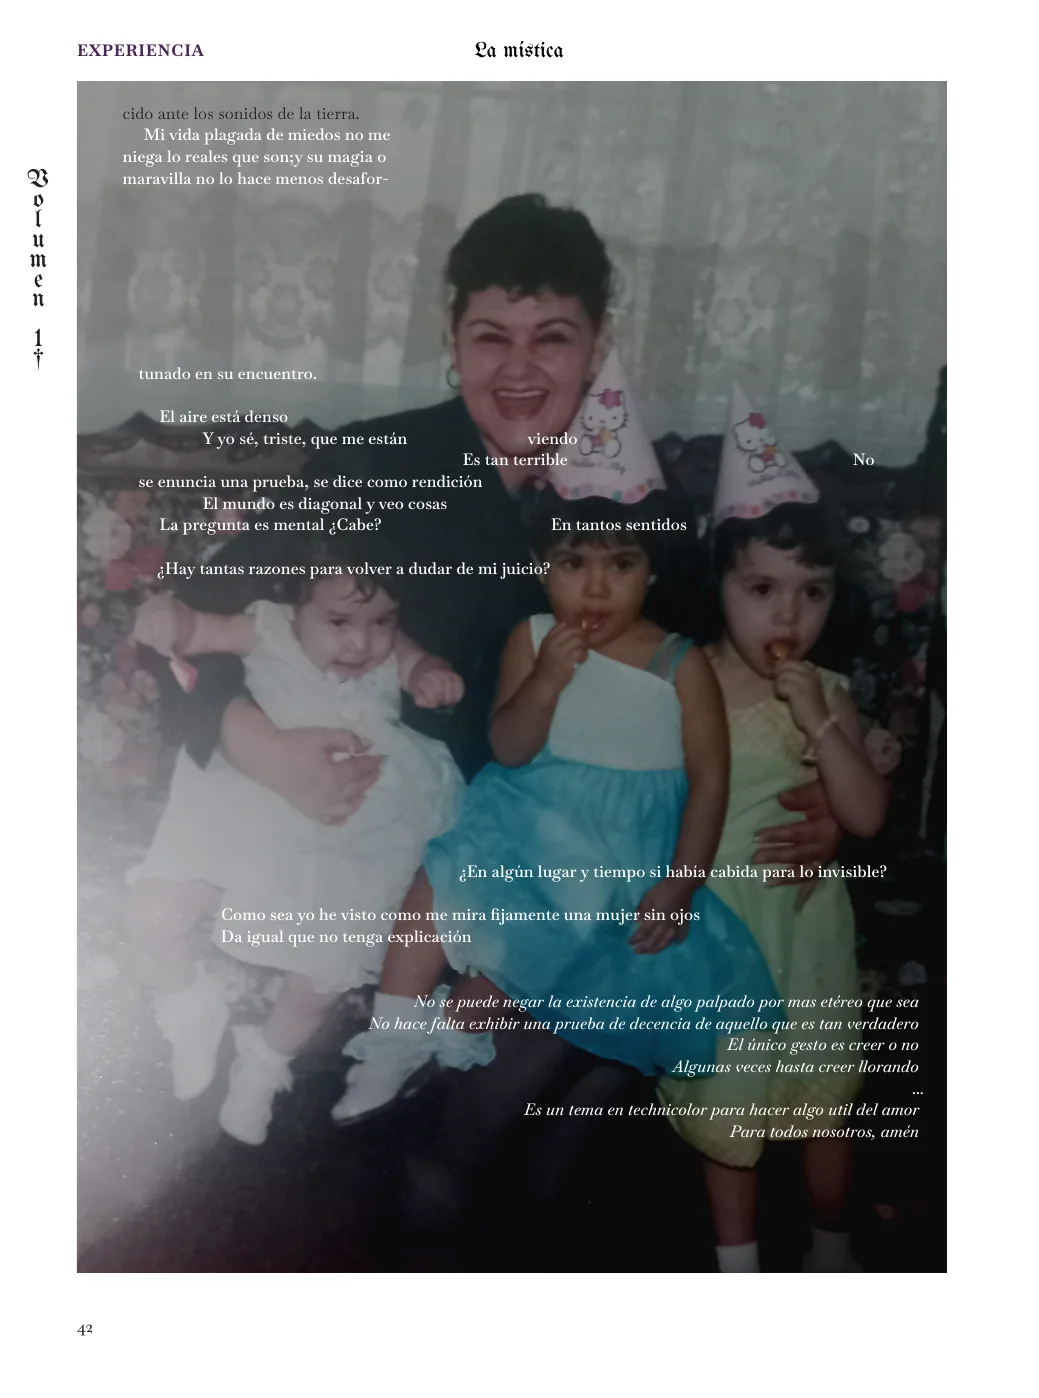 EXPERIENCIA
La mística
Volumen 1†
cido ante los sonidos de la tierra.
Mi vida plagada de miedos no me
niega lo reales que son;y su magia o
maravilla no lo hace menos desafor-
tunado en su encuentro.
El aire está denso
Y yo sé, triste, que me están viendo
Es tan terrible No
se enuncia una prueba, se dice como rendición
El mundo es diagonal y veo cosas
La pregunta es mental ¿Cabe? En tantos sentidos
¿Hay tantas razones para volver a dudar de mi juicio?
¿En algún lugar y tiempo si había cabida para lo invisible?
Como sea yo he visto como me mira fijamente una mujer sin ojos
Da igual que no tenga explicación
No se puede negar la existencia de algo palpado por mas etéreo que sea
No hace falta exhibir una prueba de decencia de aquello que es tan verdadero
El único gesto es creer o no
Algunas veces hasta creer llorando
...
Es un tema en technicolor para hacer algo util del amor
Para todos nosotros, amén
42